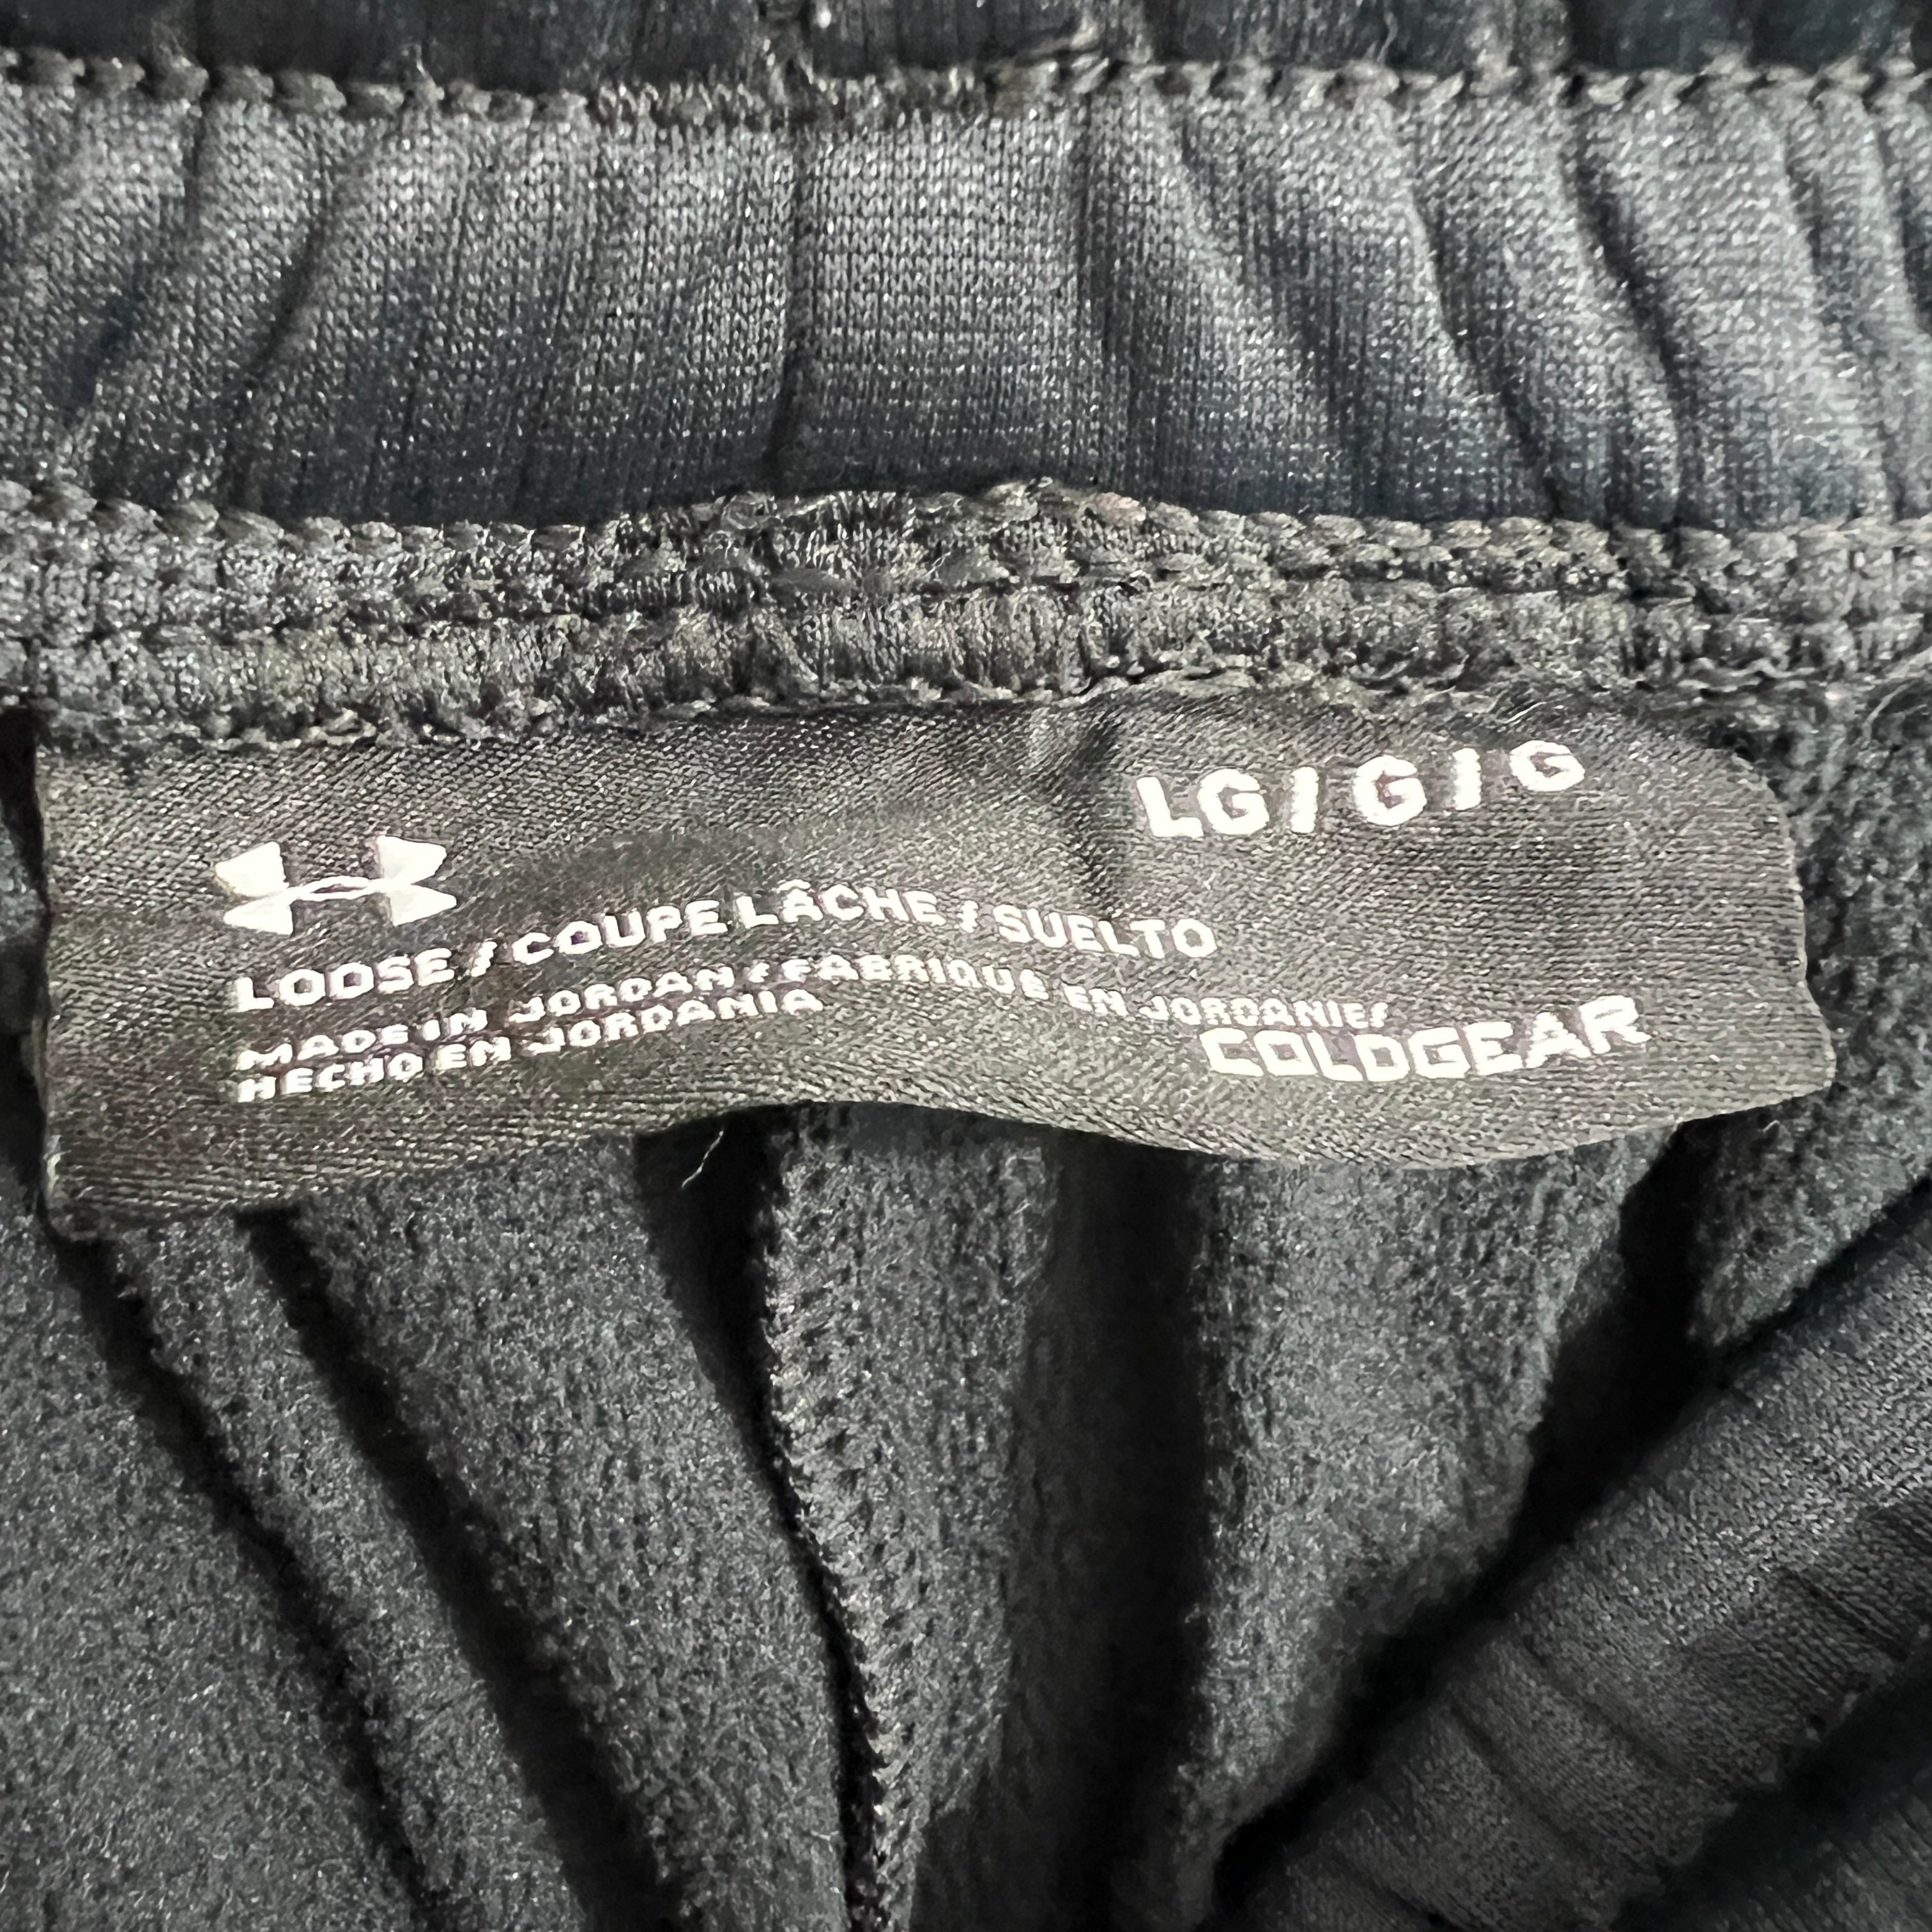 LG / G / G
LOOSE / COUPE LÂCHE / SUELTO
MADE IN JORDAN / FABRIQUÉ EN JORDANIE/
HECHO EN JORDANIA
COLDGEAR